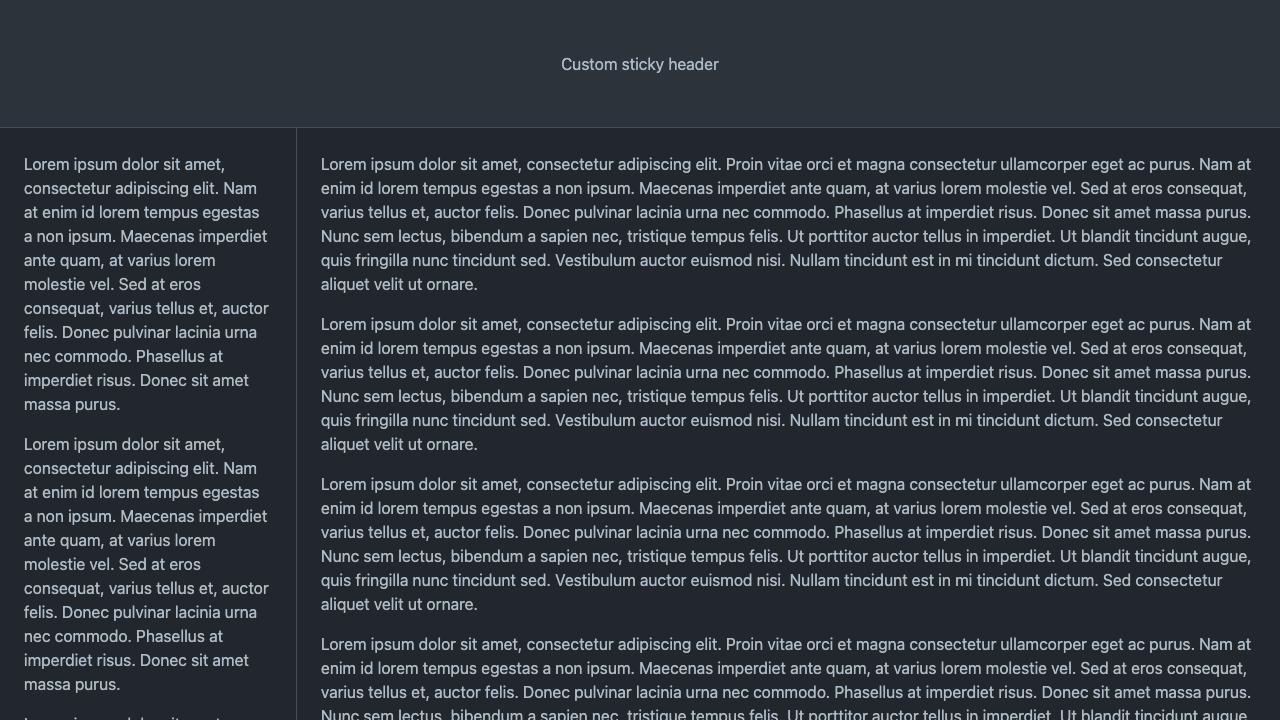 Custom sticky header
Lorem ipsum dolor sit amet,
consectetur adipiscing elit. Nam
at enim id lorem tempus egestas
a non ipsum. Maecenas imperdiet
ante quam, at varius lorem
molestie vel. Sed at eros
consequat, varius tellus et, auctor
felis. Donec pulvinar lacinia urna
nec commodo. Phasellus at
imperdiet risus. Donec sit amet
massa purus.
Lorem ipsum dolor sit amet,
consectetur adipiscing elit. Nam
at enim id lorem tempus egestas
a non ipsum. Maecenas imperdiet
ante quam, at varius lorem
molestie vel. Sed at eros
consequat, varius tellus et, auctor
felis. Donec pulvinar lacinia urna
nec commodo. Phasellus at
imperdiet risus. Donec sit amet
massa purus.
Lorem ipsum dolor sit amet, consectetur adipiscing elit. Proin vitae orci et magna consectetur ullamcorper eget ac purus. Nam at
enim id lorem tempus egestas a non ipsum. Maecenas imperdiet ante quam, at varius lorem molestie vel. Sed at eros consequat,
varius tellus et, auctor felis. Donec pulvinar lacinia urna nec commodo. Phasellus at imperdiet risus. Donec sit amet massa purus.
Nunc sem lectus, bibendum a sapien nec, tristique tempus felis. Ut porttitor auctor tellus in imperdiet. Ut blandit tincidunt augue,
quis fringilla nunc tincidunt sed. Vestibulum auctor euismod nisi. Nullam tincidunt est in mi tincidunt dictum. Sed consectetur
aliquet velit ut ornare.
Lorem ipsum dolor sit amet, consectetur adipiscing elit. Proin vitae orci et magna consectetur ullamcorper eget ac purus. Nam at
enim id lorem tempus egestas a non ipsum. Maecenas imperdiet ante quam, at varius lorem molestie vel. Sed at eros consequat,
varius tellus et, auctor felis. Donec pulvinar lacinia urna nec commodo. Phasellus at imperdiet risus. Donec sit amet massa purus.
Nunc sem lectus, bibendum a sapien nec, tristique tempus felis. Ut porttitor auctor tellus in imperdiet. Ut blandit tincidunt augue,
quis fringilla nunc tincidunt sed. Vestibulum auctor euismod nisi. Nullam tincidunt est in mi tincidunt dictum. Sed consectetur
aliquet velit ut ornare.
Lorem ipsum dolor sit amet, consectetur adipiscing elit. Proin vitae orci et magna consectetur ullamcorper eget ac purus. Nam at
enim id lorem tempus egestas a non ipsum. Maecenas imperdiet ante quam, at varius lorem molestie vel. Sed at eros consequat,
varius tellus et, auctor felis. Donec pulvinar lacinia urna nec commodo. Phasellus at imperdiet risus. Donec sit amet massa purus.
Nunc sem lectus, bibendum a sapien nec, tristique tempus felis. Ut porttitor auctor tellus in imperdiet. Ut blandit tincidunt augue,
quis fringilla nunc tincidunt sed. Vestibulum auctor euismod nisi. Nullam tincidunt est in mi tincidunt dictum. Sed consectetur
aliquet velit ut ornare.
Lorem ipsum dolor sit amet, consectetur adipiscing elit. Proin vitae orci et magna consectetur ullamcorper eget ac purus. Nam at
enim id lorem tempus egestas a non ipsum. Maecenas imperdiet ante quam, at varius lorem molestie vel. Sed at eros consequat,
varius tellus et, auctor felis. Donec pulvinar lacinia urna nec commodo. Phasellus at imperdiet risus. Donec sit amet massa purus.
Nunc sem lectus, bibendum a sapien nec, tristique tempus felis. Ut porttitor auctor tellus in imperdiet. Ut blandit tincidunt augue,